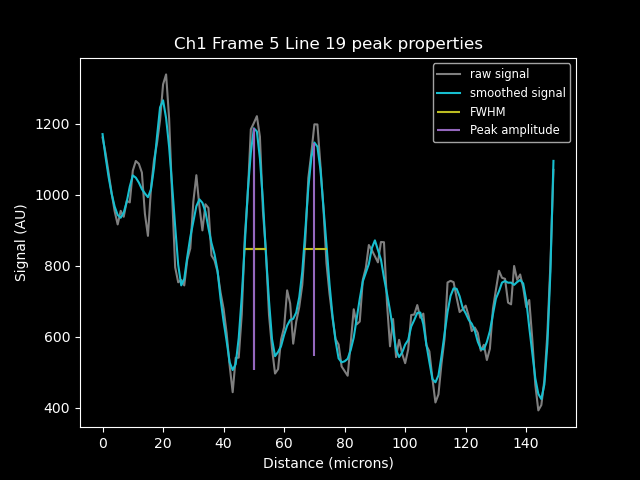 Ch1 Frame 5 Line 19 peak properties
raw signal
smoothed signal
FWHM
Peak amplitude
Signal (AU)
1200
1000
800
600
400
0 20 40 60 80 100 120 140
Distance (microns)